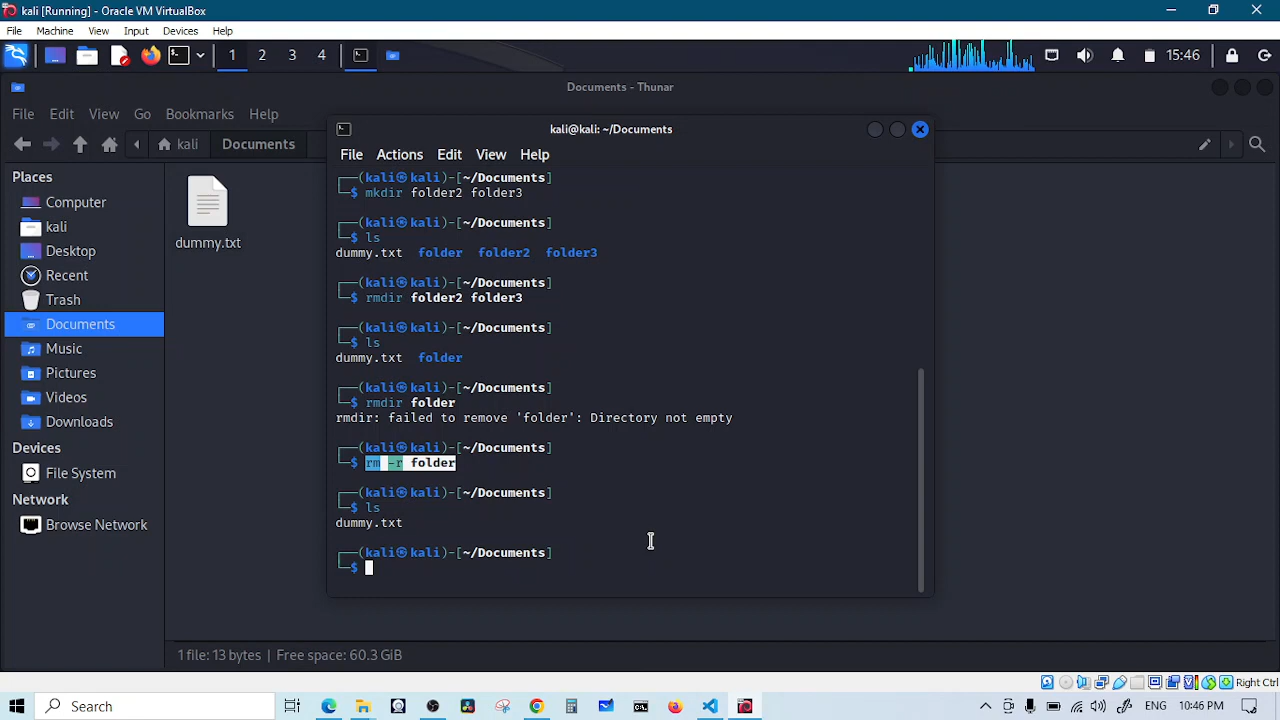 kali [Running] - Oracle VM VirtualBox
File Machine View Input Devices Help
1 2 3 4 15:46
Documents - Thunar
File Edit View Go Bookmarks Help
kali Documents
Places
Computer
kali
Desktop
Recent
Trash
Documents
Music
Pictures
Videos
Downloads
Devices
File System
Network
Browse Network
dummy.txt
kali@kali: ~/Documents
File Actions Edit View Help
┌──(kali㉿kali)-[~/Documents]
└─$ mkdir folder2 folder3
┌──(kali㉿kali)-[~/Documents]
└─$ ls
dummy.txt folder folder2 folder3
┌──(kali㉿kali)-[~/Documents]
└─$ rmdir folder2 folder3
┌──(kali㉿kali)-[~/Documents]
└─$ ls
dummy.txt folder
┌──(kali㉿kali)-[~/Documents]
└─$ rmdir folder
rmdir: failed to remove 'folder': Directory not empty
┌──(kali㉿kali)-[~/Documents]
└─$ rm -r folder
┌──(kali㉿kali)-[~/Documents]
└─$ ls
dummy.txt
┌──(kali㉿kali)-[~/Documents]
└─$
1 file: 13 bytes | Free space: 60.3 GiB
Right Ctrl
Search
10:46 PM